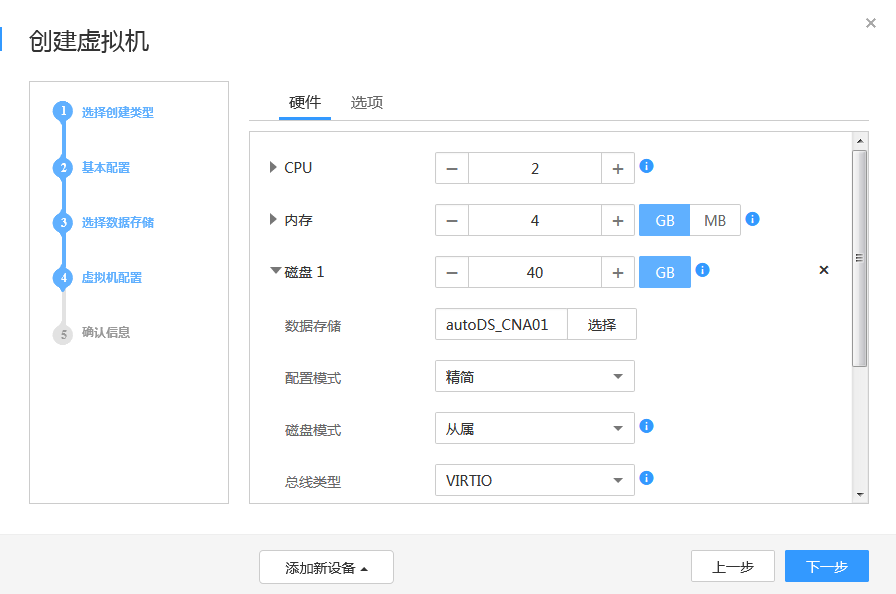 创建虚拟机
1 选择创建类型
2 基本配置
3 选择数据存储
4 虚拟机配置
5 确认信息
硬件 选项
CPU 2
内存 4 GB MB
磁盘 1 40 GB
数据存储 autoDS_CNA01 选择
配置模式 精简
磁盘模式 从属
总线类型 VIRTIO
添加新设备 上一步 下一步